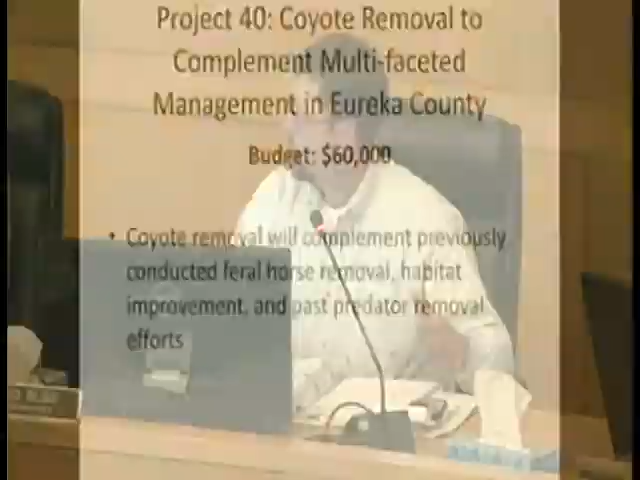 Project 40: Coyote Removal to
Complement Multi-faceted
Management in Eureka County
Budget: $60,000
• Coyote removal will complement previously
conducted feral horse removal, habitat
improvement, and past predator removal
efforts